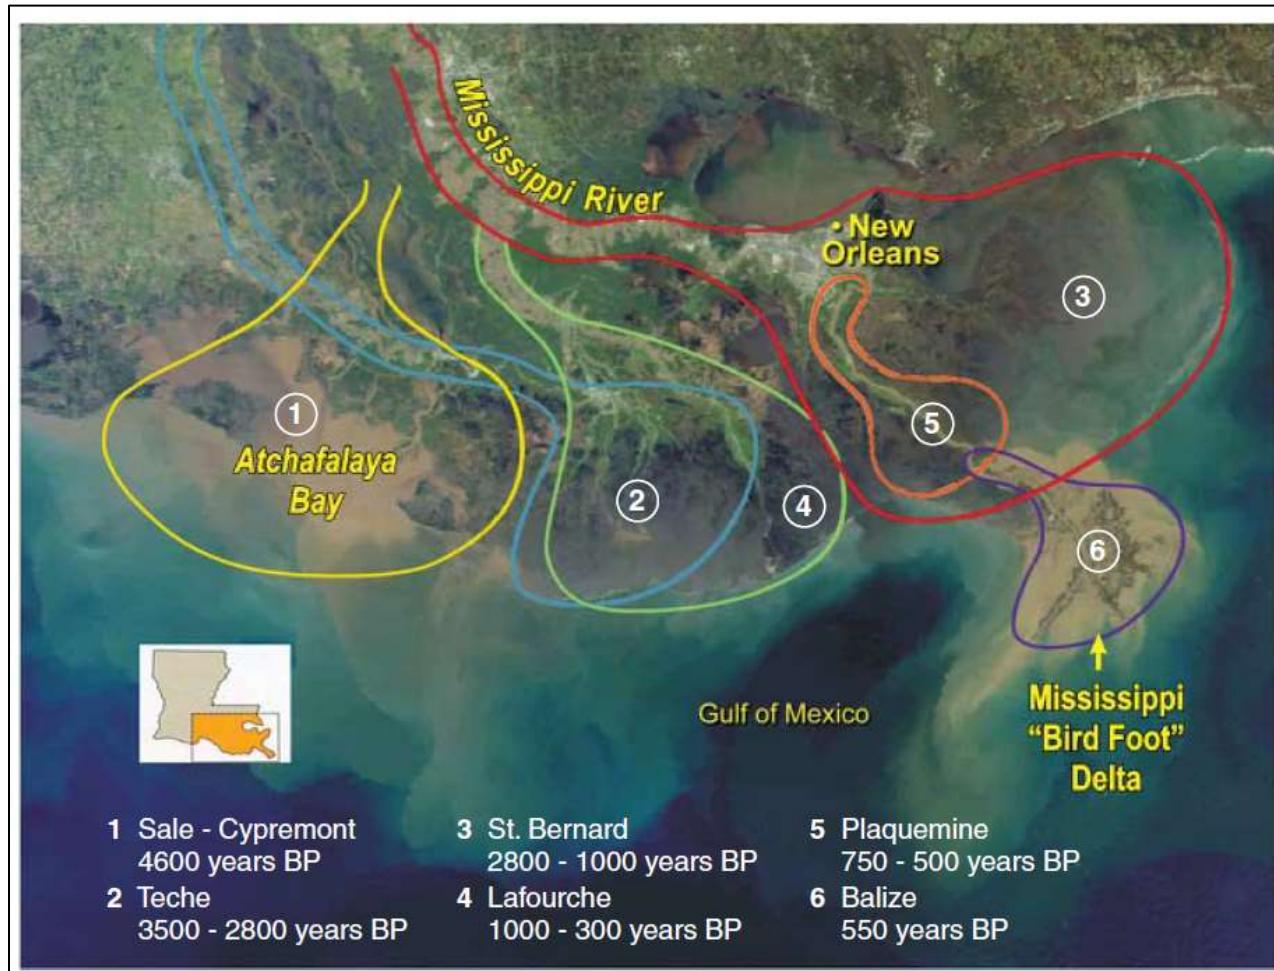 Mississippi River
• New
Orleans
3
1
Atchafalaya
Bay
5
2
4
6
Gulf of Mexico
Mississippi
“Bird Foot”
Delta
1 Sale - Cypremont
4600 years BP
2 Teche
3500 - 2800 years BP
3 St. Bernard
2800 - 1000 years BP
4 Lafourche
1000 - 300 years BP
5 Plaquemine
750 - 500 years BP
6 Balize
550 years BP